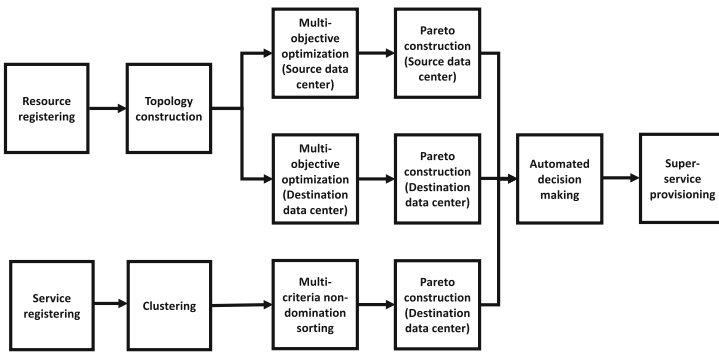 Multi-
objective
optimization
(Source data
center)
Pareto
construction
(Source data
center)
Resource
registering
Topology
construction
Multi-
objective
optimization
(Destination
data center)
Pareto
construction
(Destination
data center)
Automated
decision
making
Super-
service
provisioning
Service
registering
Clustering
Multi-
criteria non-
domination
sorting
Pareto
construction
(Destination
data center)